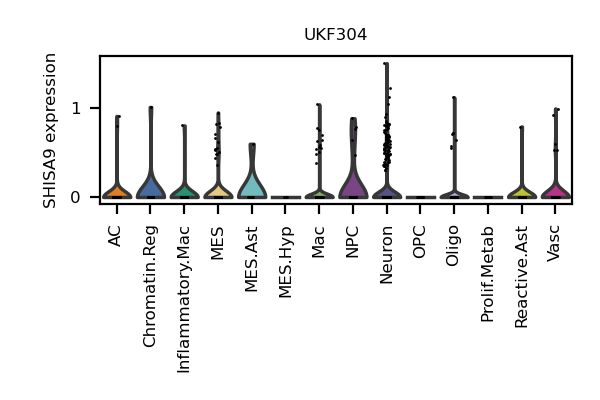 UKF304
SHISA9 expression
1
0
AC
Chromatin.Reg
Inflammatory.Mac
MES
MES.Ast
MES.Hyp
Mac
NPC
Neuron
OPC
Oligo
Prolif.Metab
Reactive.Ast
Vasc